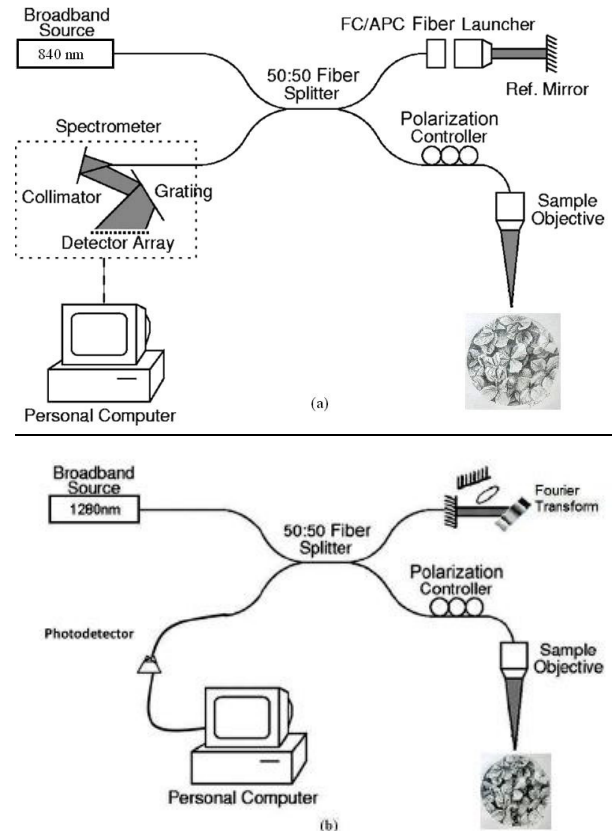 Broadband
Source
840 nm
FC/APC Fiber Launcher
50:50 Fiber
Splitter
Ref. Mirror
Spectrometer
Polarization
Controller
Collimator
Grating
Sample
Objective
Detector Array
Personal Computer
(a)
Broadband
Source
1280nm
Fourier
Transform
50:50 Fiber
Splitter
Polarization
Controller
Photodetector
Sample
Objective
Personal Computer
(b)